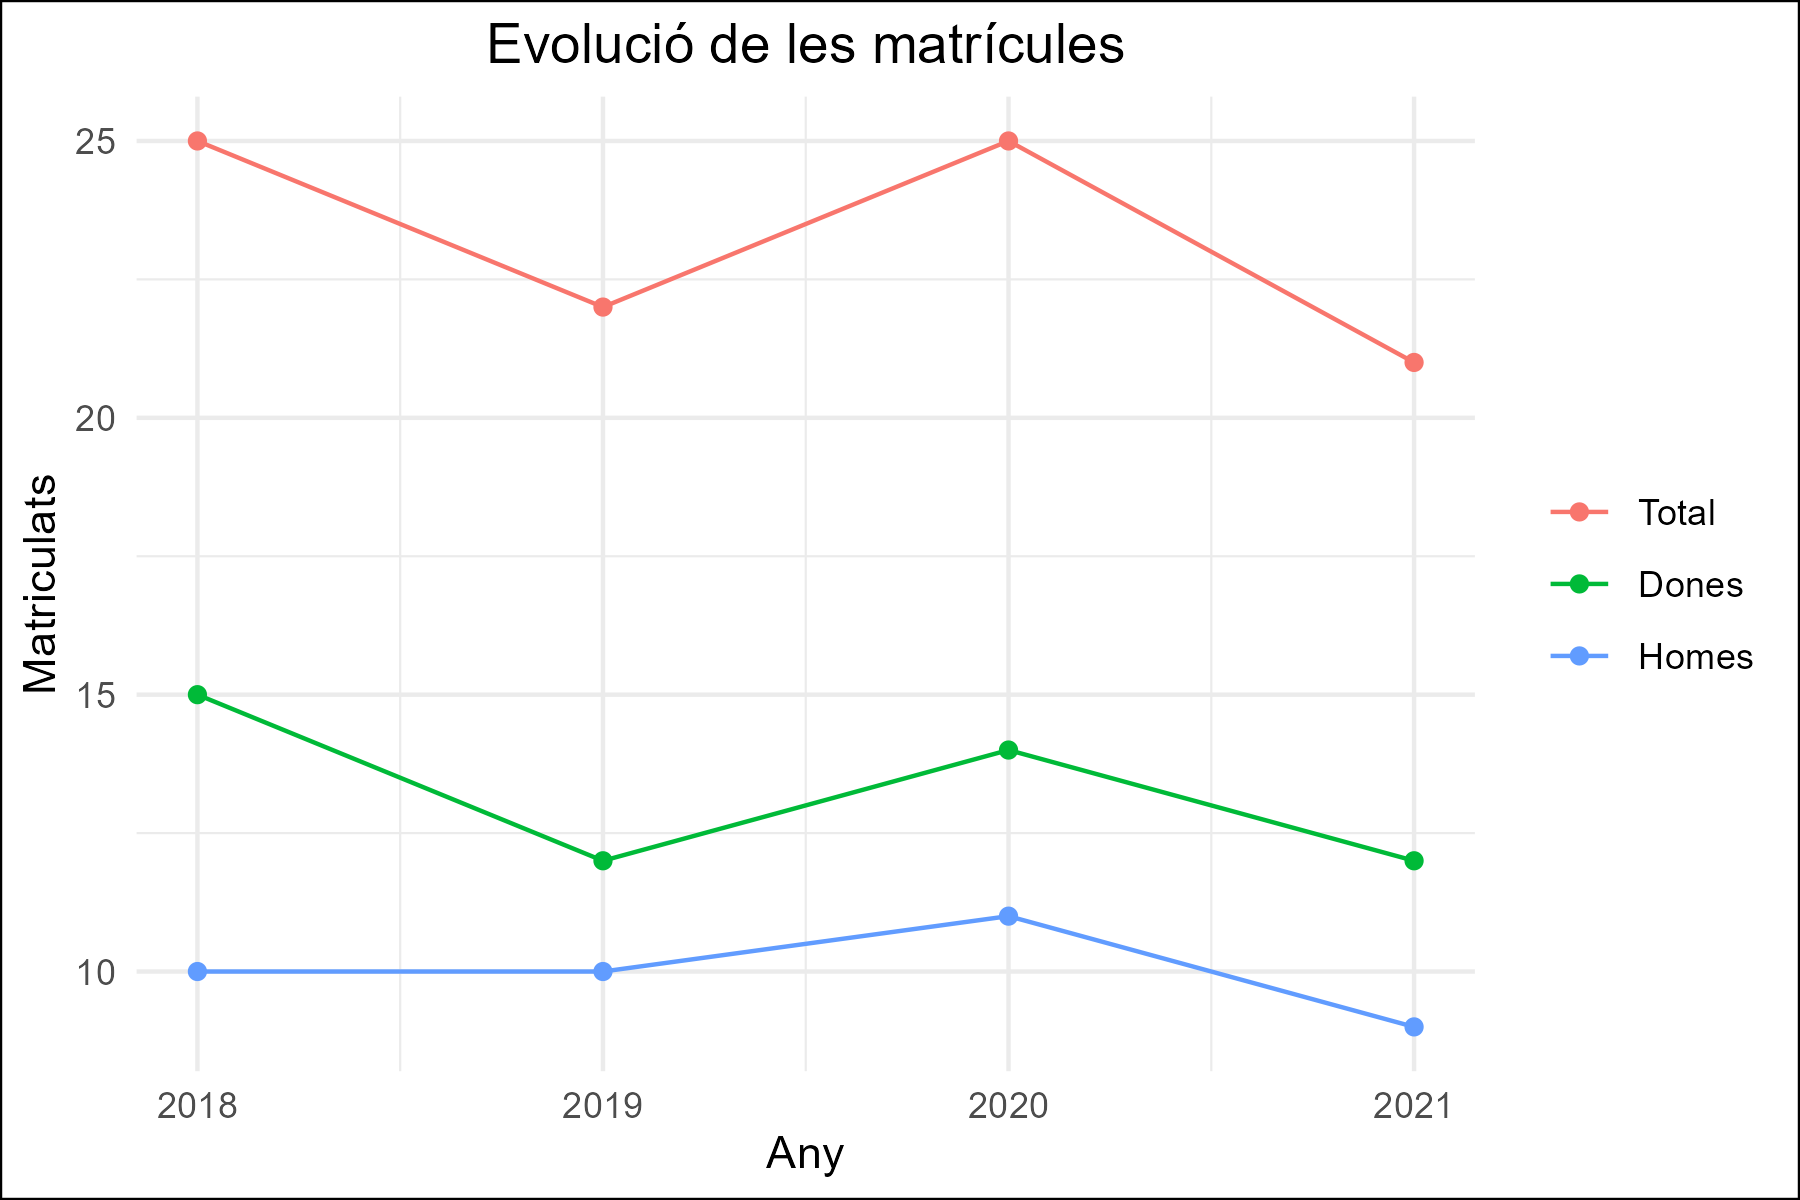 Evolució de les matrícules
25
20
15
10
Matriculats
2018 2019 2020 2021
Any
Total
Dones
Homes